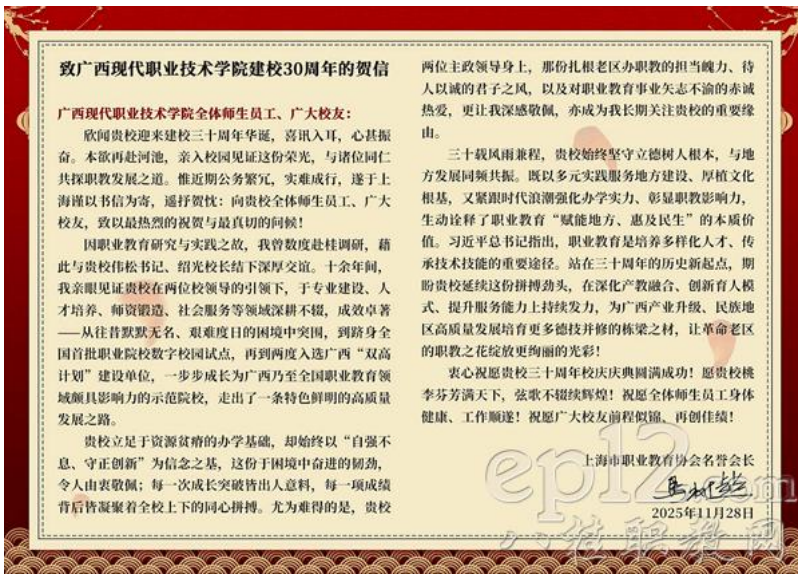 致广西现代职业技术学院建校30周年的贺信
广西现代职业技术学院全体师生员工、广大校友：
欣闻贵校迎来建校三十周年华诞，喜讯入耳，心甚振
奋。本欲再赴河池，亲入校园见证这份荣光，与诸位同仁
共探职教发展之道。惟近期公务繁冗，实难成行，遂于上
海谨以书信为寄，遥抒贺忱：向贵校全体师生员工、广大
校友，致以最热烈的祝贺与最真切的问候！
因职业教育研究与实践之故，我曾数度赴桂调研，藉
此与贵校伟松书记、绍光校长结下深厚交谊。十余年间，
我亲眼见证贵校在两位校领导的引领下，于专业建设、人
才培养、师资锻造、社会服务等领域深耕不辍，成效卓著
——从往昔默默无名、艰难度日的困境中突围，到跻身全
国首批职业院校数字校园试点，再到两度入选广西“双高
计划”建设单位，一步步成长为广西乃至全国职业教育领
域颇具影响力的示范院校，走出了一条特色鲜明的高质量
发展之路。
贵校立足于资源贫瘠的办学基础，却始终以“自强不
息、守正创新”为信念之基，这份于困境中奋进的韧劲，
令人由衷敬佩；每一次成长突破皆出人意料，每一项成绩
背后皆凝聚着全校上下的同心拼搏。尤为难得的是，贵校
两位主政领导身上，那份扎根老区办职教的担当魄力、待
人以诚的君子之风，以及对职业教育事业矢志不渝的赤诚
热爱，更让我深感敬佩，亦成为我长期关注贵校的重要缘
由。
三十载风雨兼程，贵校始终坚守立德树人根本，与地
方发展同频共振。既以多元实践服务地方建设、厚植文化
根基，又紧跟时代浪潮强化办学实力、彰显职教影响力，
生动诠释了职业教育“赋能地方、惠及民生”的本质价
值。习近平总书记指出，职业教育是培养多样化人才、传
承技术技能的重要途径。站在三十周年的历史新起点，期
盼贵校延续这份拼搏劲头，在深化产教融合、创新育人模
式、提升服务能力上持续发力，为广西产业升级、民族地
区高质量发展培育更多德技并修的栋梁之材，让革命老区
的职教之花绽放更绚丽的光彩！
衷心祝愿贵校三十周年校庆庆典圆满成功！愿贵校桃
李芬芳满天下，弦歌不辍续辉煌！祝愿全体师生员工身体
健康、工作顺遂！祝愿广大校友前程似锦、再创佳绩！
上海市职业教育协会名誉会长
2025年11月28日
ep12.com
八桂职教网